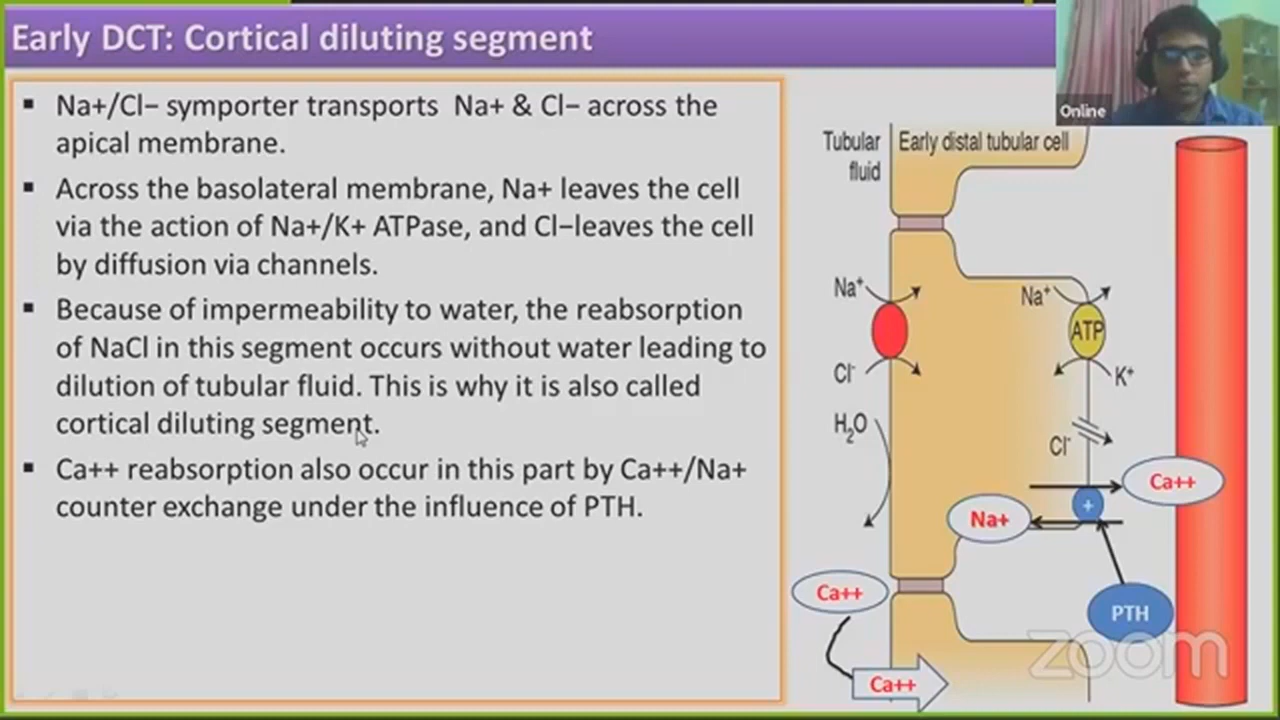 Early DCT: Cortical diluting segment
Online
▪ Na+/Cl− symporter transports Na+ & Cl− across the
apical membrane.
▪ Across the basolateral membrane, Na+ leaves the cell
via the action of Na+/K+ ATPase, and Cl−leaves the cell
by diffusion via channels.
▪ Because of impermeability to water, the reabsorption
of NaCl in this segment occurs without water leading to
dilution of tubular fluid. This is why it is also called
cortical diluting segment.
▪ Ca++ reabsorption also occur in this part by Ca++/Na+
counter exchange under the influence of PTH.
Tubular
fluid
Early distal tubular cell
Na⁺
Na⁺
ATP
Cl⁻
K⁺
H₂O
Cl⁻
Ca++
+
Na+
Ca++
PTH
zoom
Ca++